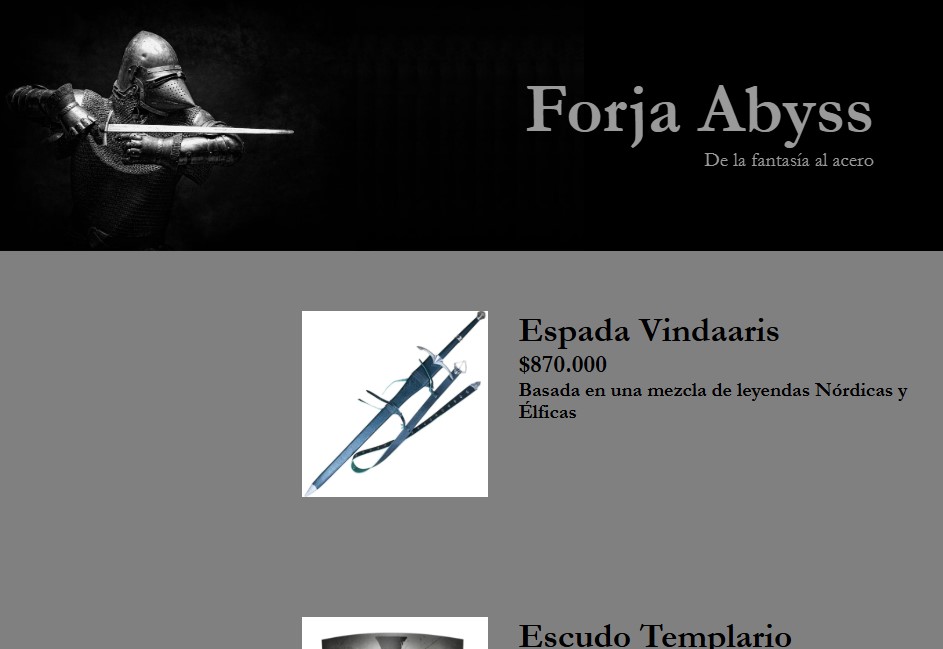 Forja Abyss
De la fantasía al acero
Espada Vindaaris
$870.000
Basada en una mezcla de leyendas Nórdicas y
Élficas
Escudo Templario